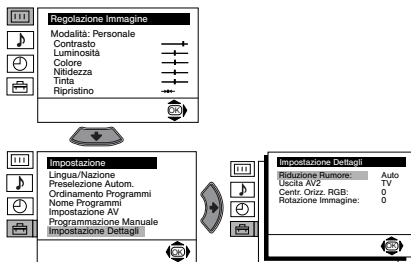 Regolazione Immagine
Modalità: Personale
Contrasto
Luminosità
Colore
Nitidezza
Tinta
Ripristino
OK
Impostazione
Lingua/Nazione
Preselezione Autom.
Ordinamento Programmi
Nome Programmi
Impostazione AV
Programmazione Manuale
Impostazione Dettagli
OK
Impostazione Dettagli
Riduzione Rumore: Auto
Uscita AV2 TV
Centr. Orizz. RGB: 0
Rotazione Immagine: 0
OK